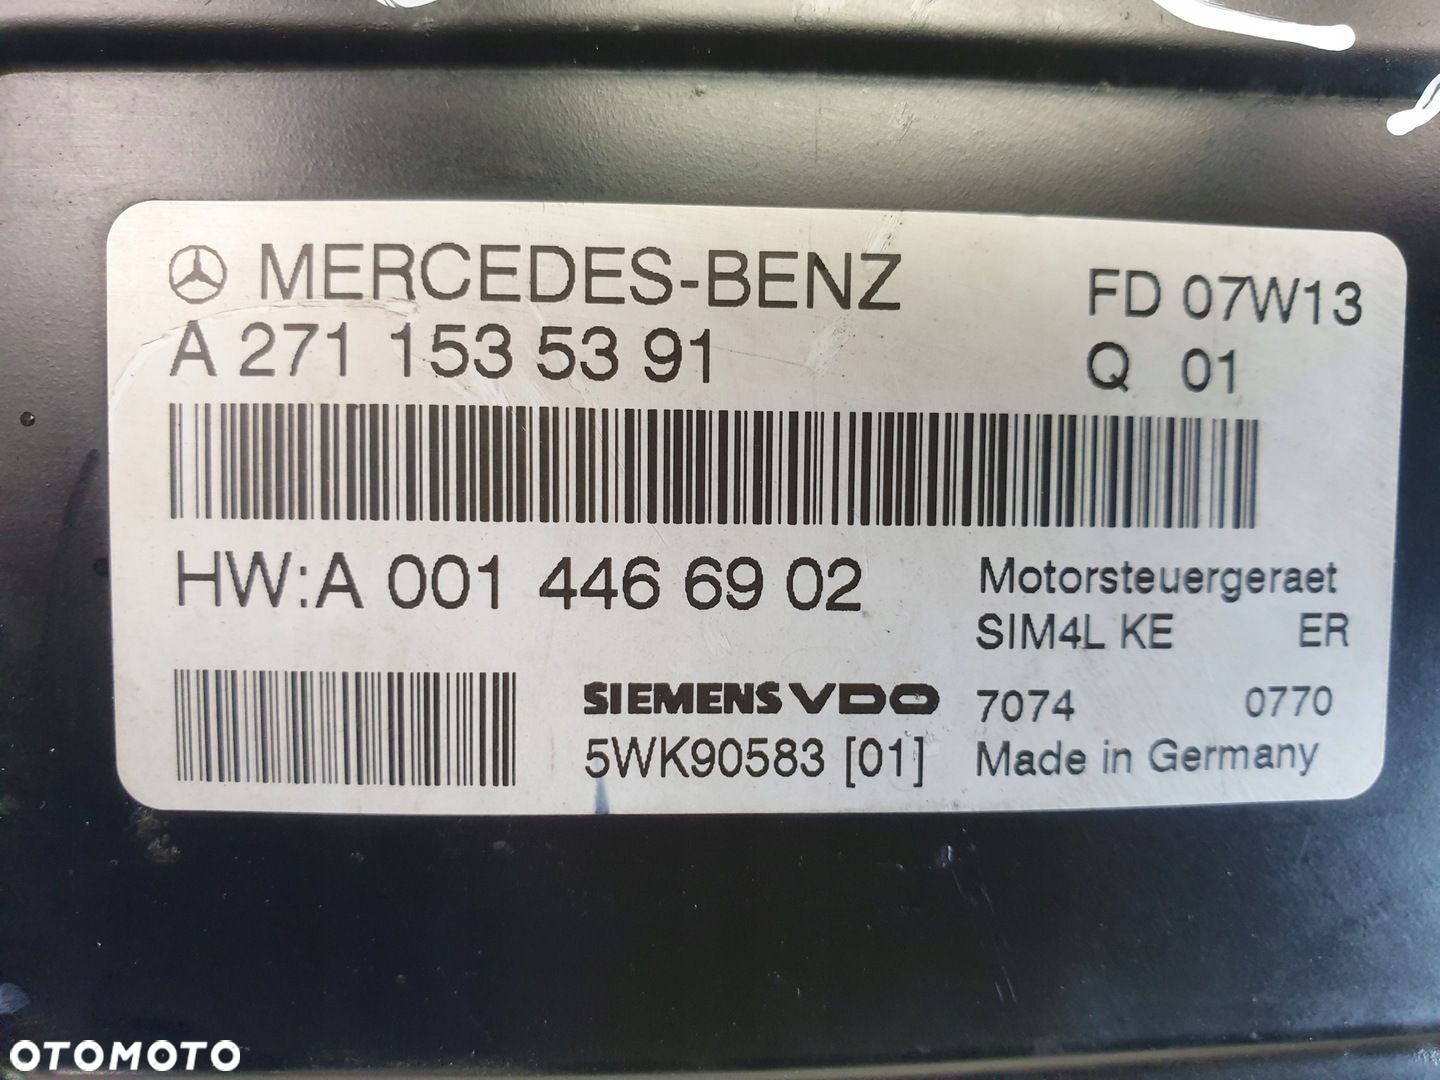 MERCEDES-BENZ FD 07W13
A 271 153 53 91 Q 01
HW:A 001 446 69 02 Motorsteuergeraet
SIM4L KE ER
SIEMENS VDO 7074 0770
5WK90583 [01] Made in Germany
OTOMOTO